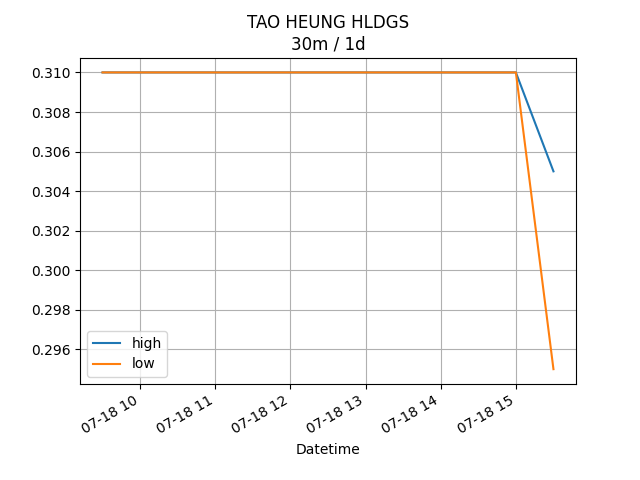 TAO HEUNG HLDGS
30m / 1d
0.310
0.308
0.306
0.304
0.302
0.300
0.298
0.296
high
low
07-18 10
07-18 11
07-18 12
07-18 13
07-18 14
07-18 15
Datetime